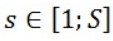 s ∈ [1; S]